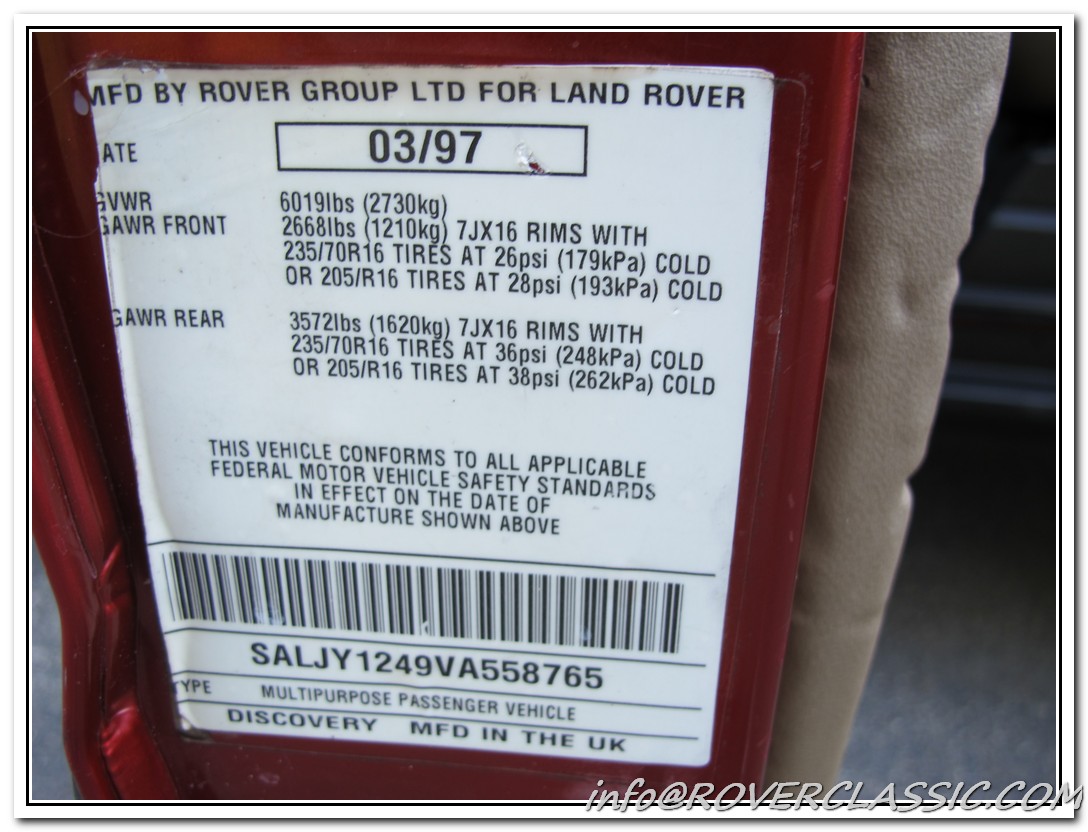 MFD BY ROVER GROUP LTD FOR LAND ROVER
ATE 03/97
GVWR 6019lbs (2730kg)
GAWR FRONT 2668lbs (1210kg) 7JX16 RIMS WITH
235/70R16 TIRES AT 26psi (179kPa) COLD
OR 205/R16 TIRES AT 28psi (193kPa) COLD
GAWR REAR 3572lbs (1620kg) 7JX16 RIMS WITH
235/70R16 TIRES AT 36psi (248kPa) COLD
OR 205/R16 TIRES AT 38psi (262kPa) COLD
THIS VEHICLE CONFORMS TO ALL APPLICABLE
FEDERAL MOTOR VEHICLE SAFETY STANDARDS
IN EFFECT ON THE DATE OF
MANUFACTURE SHOWN ABOVE
SALJY1249VA558765
TYPE MULTIPURPOSE PASSENGER VEHICLE
DISCOVERY MFD IN THE UK
info@ROVERCLASSIC.COM